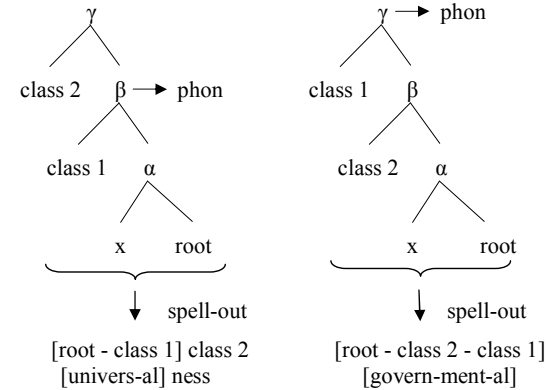 γ
class 2 β phon
class 1 α
x root
spell-out
[root - class 1] class 2
[univers-al] ness
γ phon
class 1 β
class 2 α
x root
spell-out
[root - class 2 - class 1]
[govern-ment-al]